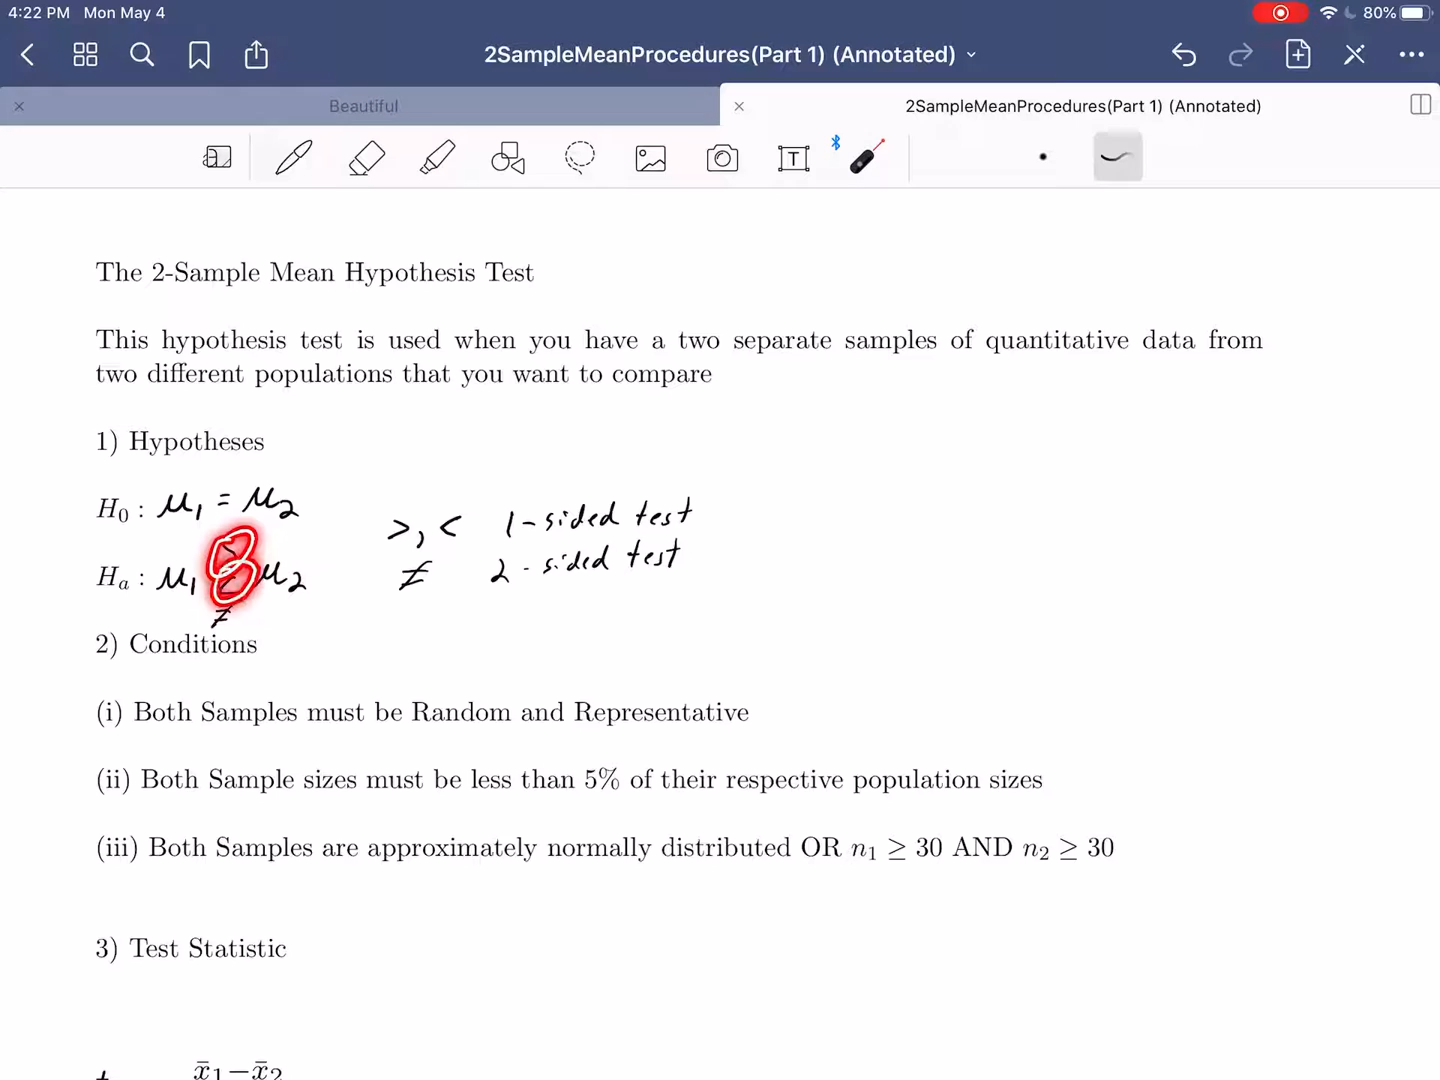 4:22 PM Mon May 4 80%
2SampleMeanProcedures(Part 1) (Annotated)
Beautiful
2SampleMeanProcedures(Part 1) (Annotated)
The 2-Sample Mean Hypothesis Test
This hypothesis test is used when you have a two separate samples of quantitative data from
two different populations that you want to compare
1) Hypotheses
H₀ : μ₁ = μ₂
>, < 1-sided test
>
Hₐ : μ₁ < μ₂
≠
≠ 2-sided test
2) Conditions
(i) Both Samples must be Random and Representative
(ii) Both Sample sizes must be less than 5% of their respective population sizes
(iii) Both Samples are approximately normally distributed OR n₁ ≥ 30 AND n₂ ≥ 30
3) Test Statistic
x̄₁−x̄₂